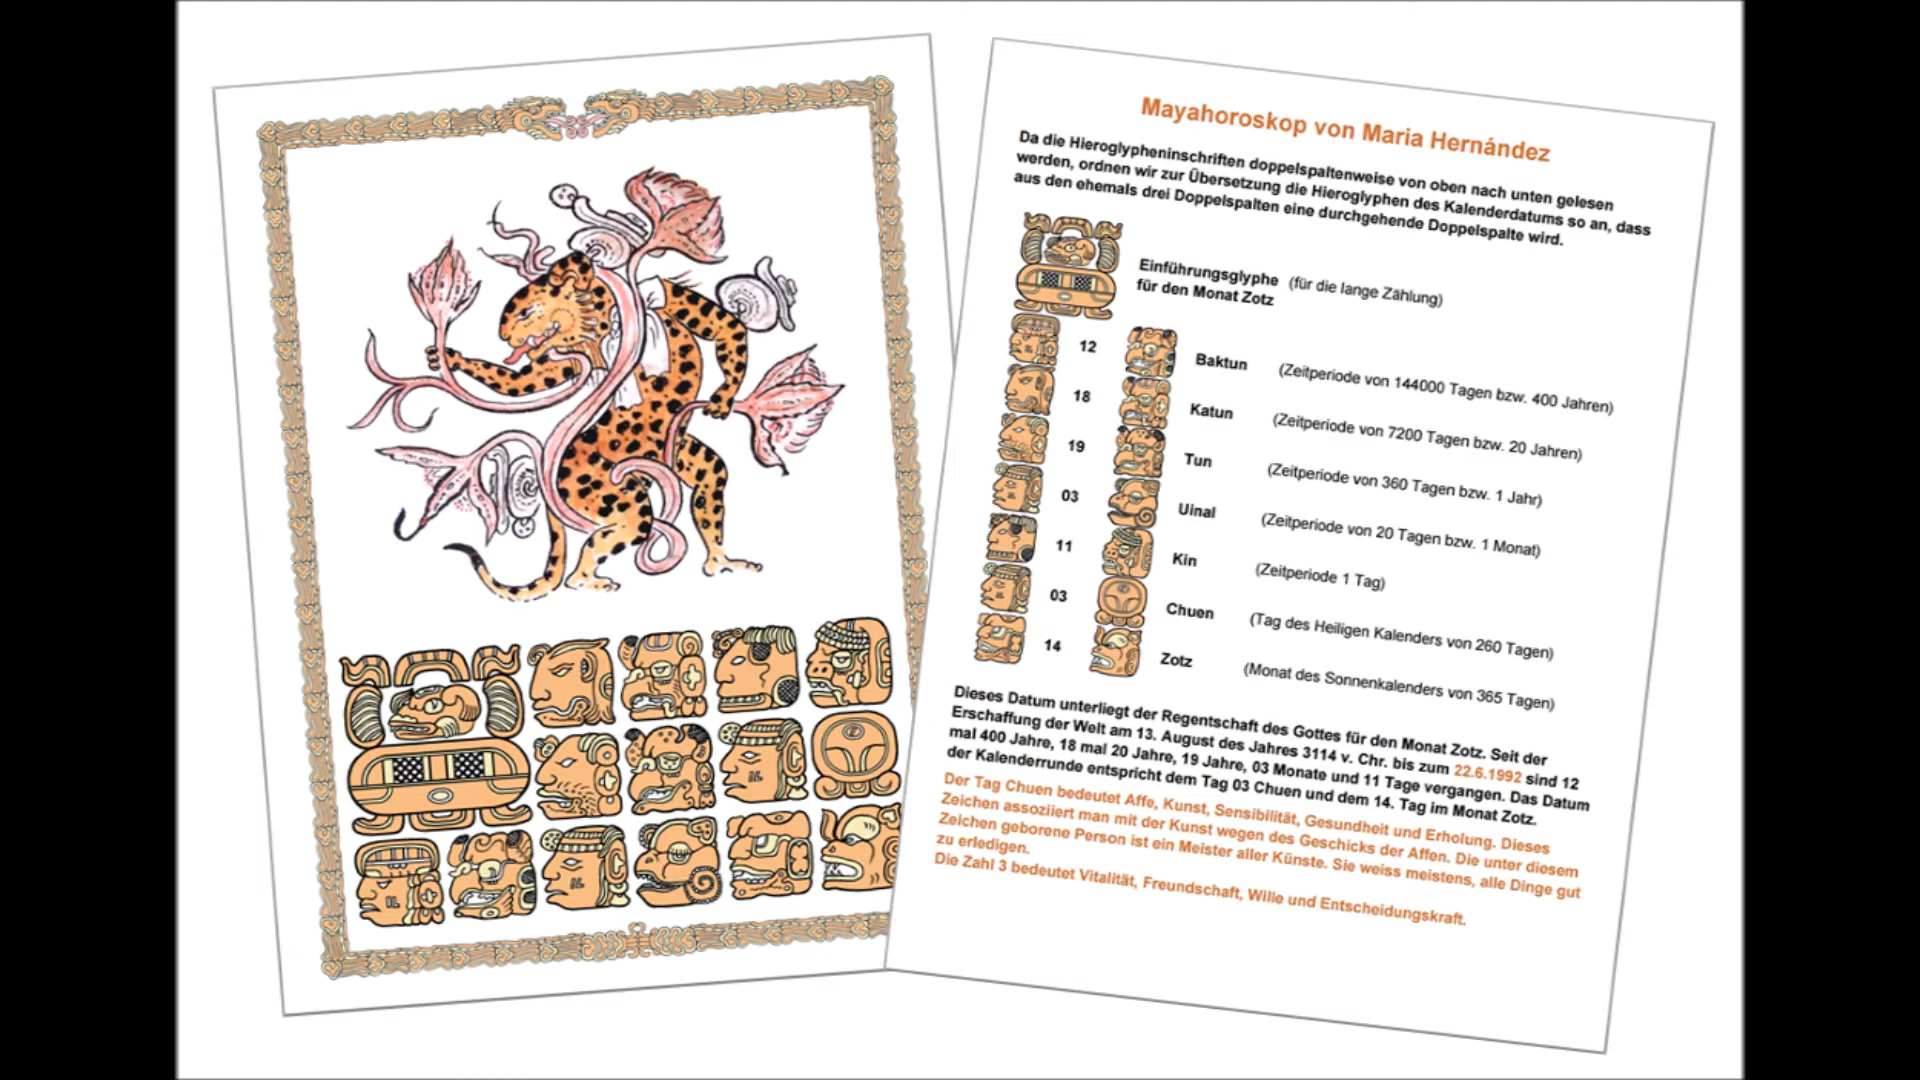 Mayahoroskop von Maria Hernández
Da die Hieroglypheninschriften doppelspaltenweise von oben nach unten gelesen
werden, ordnen wir zur Übersetzung die Hieroglyphen des Kalenderdatums so an, dass
aus den ehemals drei Doppelspalten eine durchgehende Doppelspalte wird.
Einführungsglyphe (für die lange Zählung)
für den Monat Zotz
12 Baktun (Zeitperiode von 144000 Tagen bzw. 400 Jahren)
18 Katun (Zeitperiode von 7200 Tagen bzw. 20 Jahren)
19 Tun (Zeitperiode von 360 Tagen bzw. 1 Jahr)
03 Uinal (Zeitperiode von 20 Tagen bzw. 1 Monat)
11 Kin (Zeitperiode 1 Tag)
03 Chuen (Tag des Heiligen Kalenders von 260 Tagen)
14 Zotz (Monat des Sonnenkalenders von 365 Tagen)
Dieses Datum unterliegt der Regentschaft des Gottes für den Monat Zotz. Seit der
Erschaffung der Welt am 13. August des Jahres 3114 v. Chr. bis zum 22.6.1992 sind 12
mal 400 Jahre, 18 mal 20 Jahre, 19 Jahre, 03 Monate und 11 Tage vergangen. Das Datum
der Kalenderrunde entspricht dem Tag 03 Chuen und dem 14. Tag im Monat Zotz.
Der Tag Chuen bedeutet Affe, Kunst, Sensibilität, Gesundheit und Erholung. Dieses
Zeichen assoziiert man mit der Kunst wegen des Geschicks der Affen. Die unter diesem
Zeichen geborene Person ist ein Meister aller Künste. Sie weiss meistens, alle Dinge gut
zu erledigen.
Die Zahl 3 bedeutet Vitalität, Freundschaft, Wille und Entscheidungskraft.